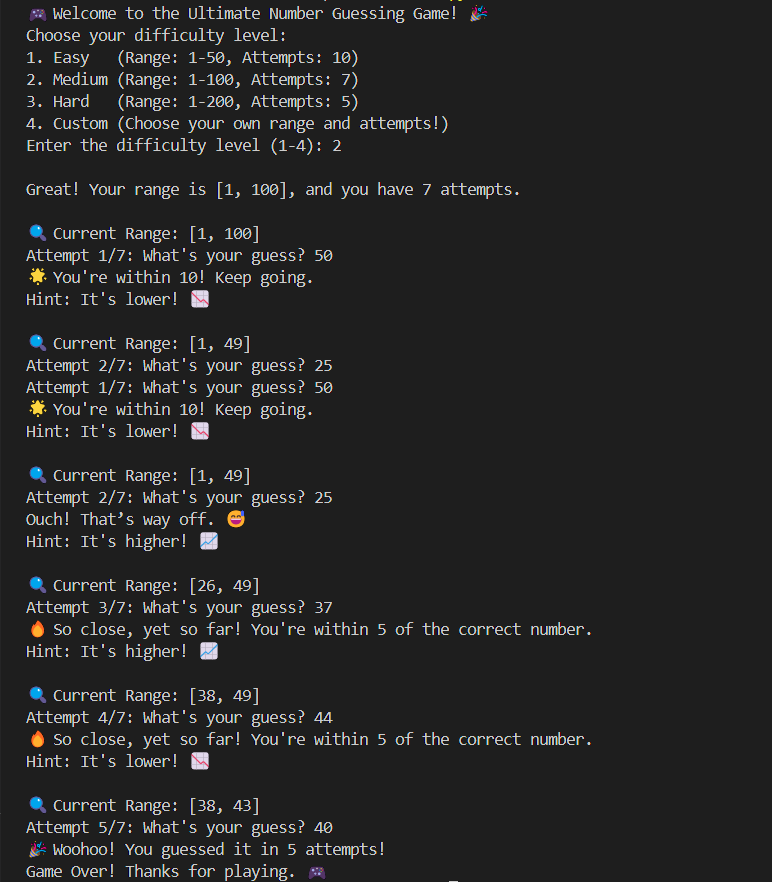 🎮 Welcome to the Ultimate Number Guessing Game! 🎉
Choose your difficulty level:
1. Easy   (Range: 1-50, Attempts: 10)
2. Medium (Range: 1-100, Attempts: 7)
3. Hard   (Range: 1-200, Attempts: 5)
4. Custom (Choose your own range and attempts!)
Enter the difficulty level (1-4): 2
Great! Your range is [1, 100], and you have 7 attempts.
🔍 Current Range: [1, 100]
Attempt 1/7: What's your guess? 50
🌟 You're within 10! Keep going.
Hint: It's lower! 📉
🔍 Current Range: [1, 49]
Attempt 2/7: What's your guess? 25
Attempt 1/7: What's your guess? 50
🌟 You're within 10! Keep going.
Hint: It's lower! 📉
🔍 Current Range: [1, 49]
Attempt 2/7: What's your guess? 25
Ouch! That’s way off. 😅
Hint: It's higher! 📈
🔍 Current Range: [26, 49]
Attempt 3/7: What's your guess? 37
🔥 So close, yet so far! You're within 5 of the correct number.
Hint: It's higher! 📈
🔍 Current Range: [38, 49]
Attempt 4/7: What's your guess? 44
🔥 So close, yet so far! You're within 5 of the correct number.
Hint: It's lower! 📉
🔍 Current Range: [38, 43]
Attempt 5/7: What's your guess? 40
🎉 Woohoo! You guessed it in 5 attempts!
Game Over! Thanks for playing. 🎮